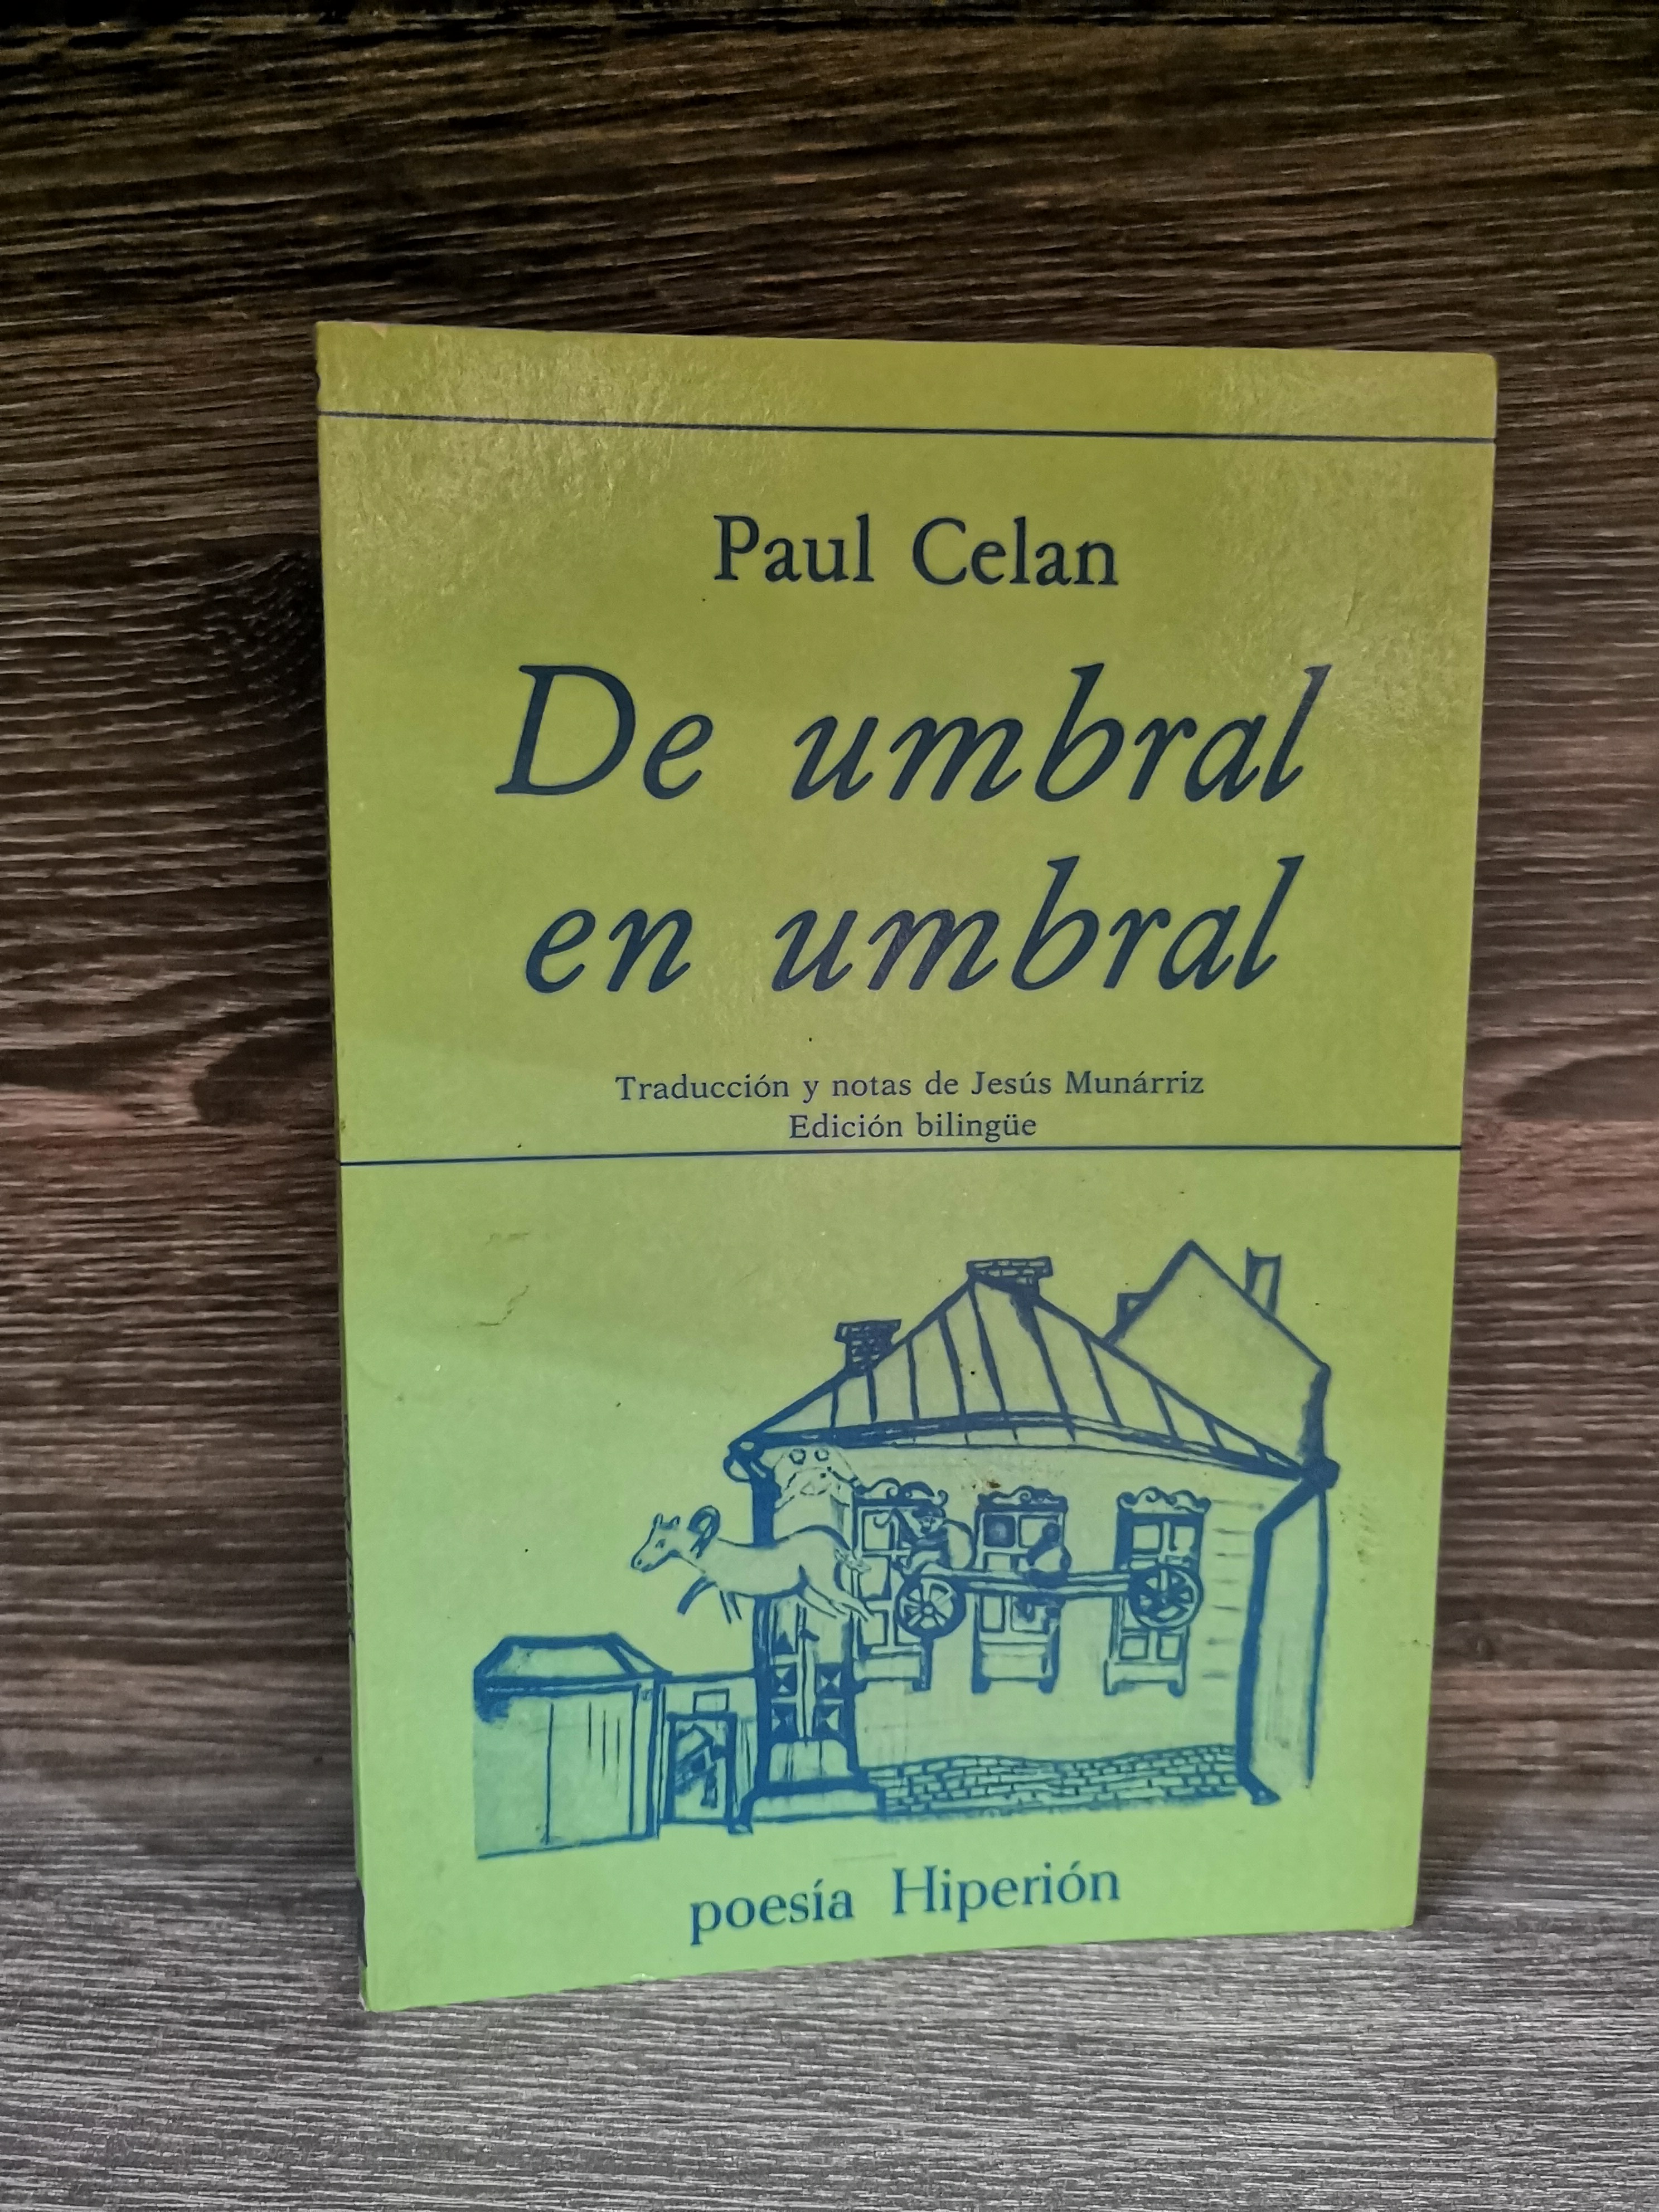 Paul Celan
De umbral
en umbral
Traducción y notas de Jesús Munárriz
Edición bilingüe
poesía Hiperión